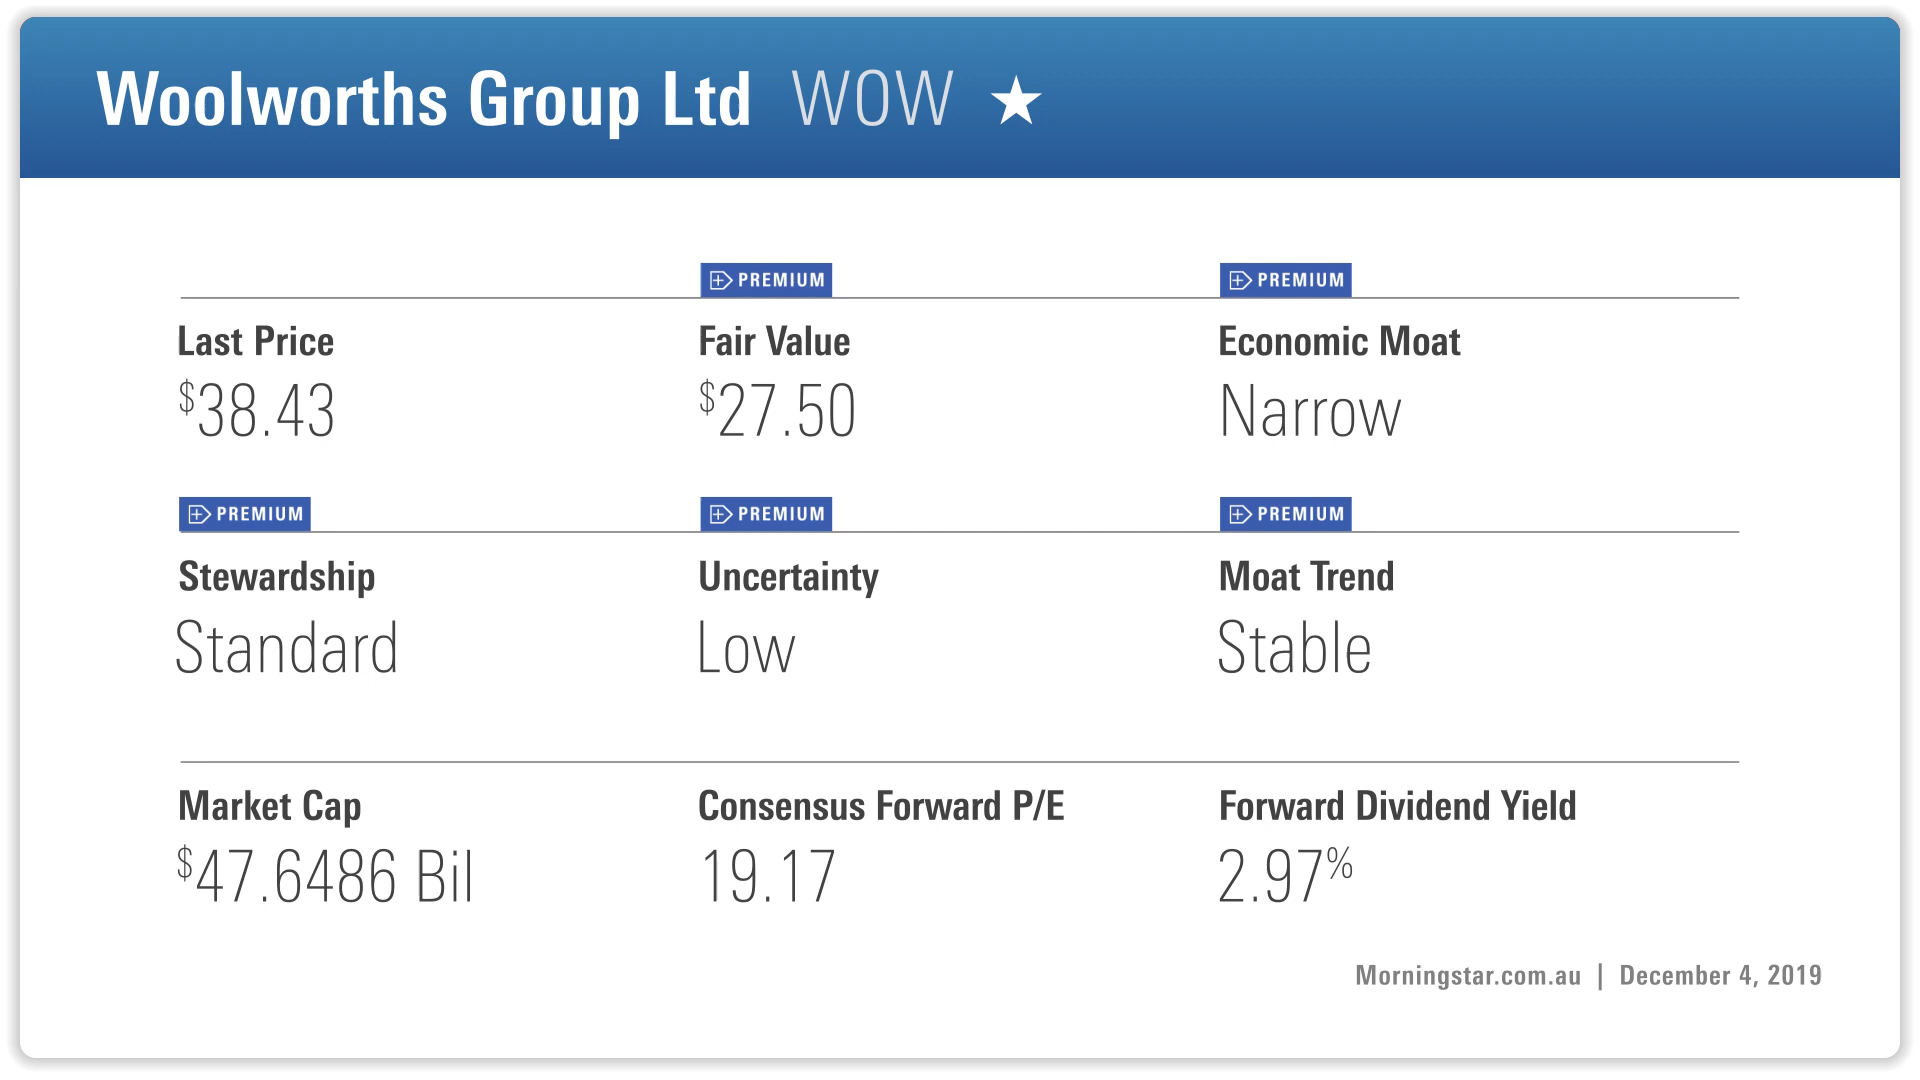 Woolworths Group Ltd WOW ★
PREMIUM PREMIUM
Last Price Fair Value Economic Moat
$38.43 $27.50 Narrow
PREMIUM PREMIUM PREMIUM
Stewardship Uncertainty Moat Trend
Standard Low Stable
Market Cap Consensus Forward P/E Forward Dividend Yield
$47.6486 Bil 19.17 2.97%
Morningstar.com.au | December 4, 2019